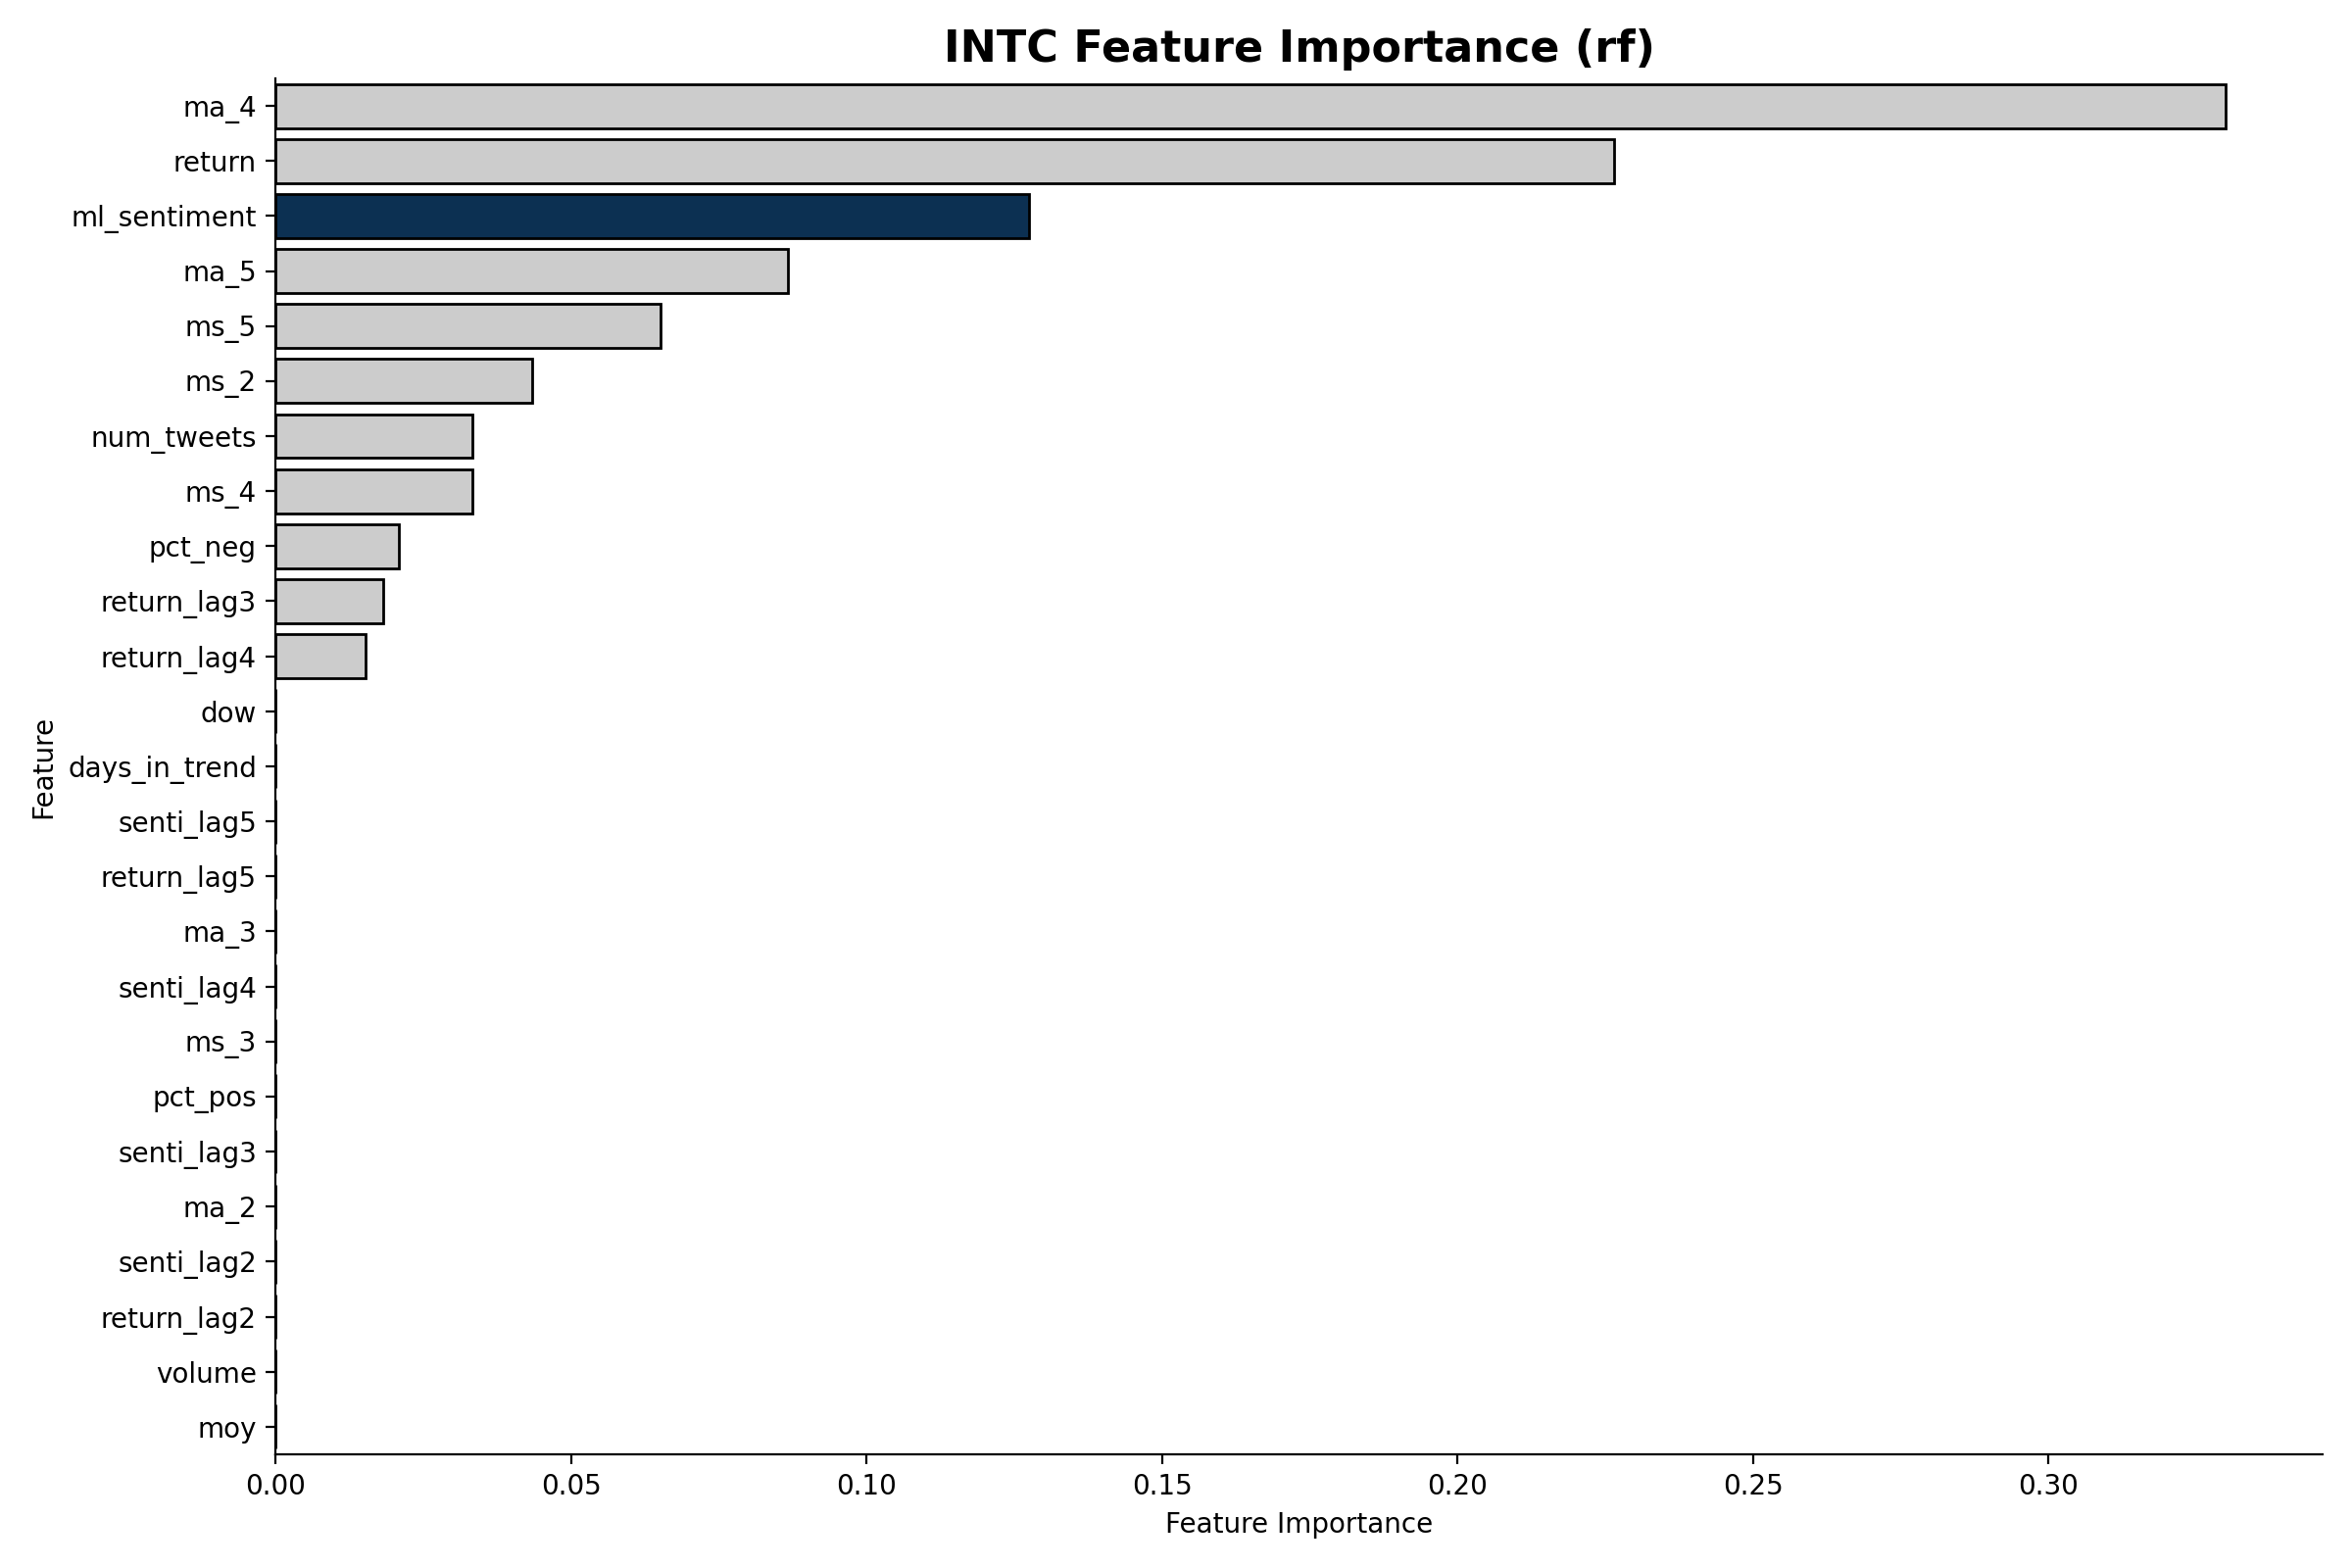 INTC Feature Importance (rf)
ma_4
return
ml_sentiment
ma_5
ms_5
ms_2
num_tweets
ms_4
pct_neg
return_lag3
return_lag4
dow
days_in_trend
senti_lag5
return_lag5
ma_3
senti_lag4
ms_3
pct_pos
senti_lag3
ma_2
senti_lag2
return_lag2
volume
moy
Feature
0.00 0.05 0.10 0.15 0.20 0.25 0.30
Feature Importance